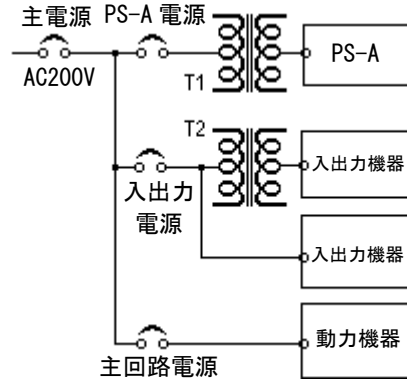 主電源 PS-A 電源
AC200V
T1
PS-A
T2
入出力機器
入出力
電源
入出力機器
動力機器
主回路電源